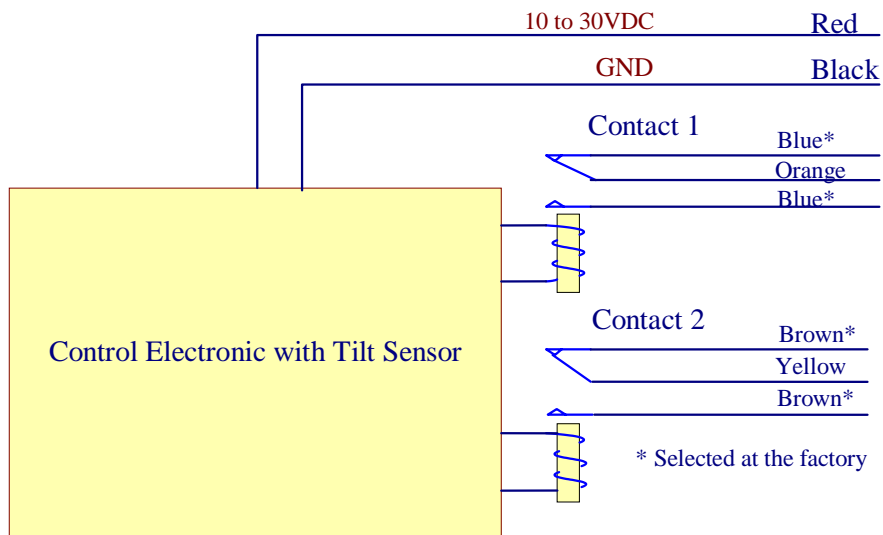 10 to 30VDC Red
GND Black
Contact 1
Blue*
Orange
Blue*
Control Electronic with Tilt Sensor
Contact 2
Brown*
Yellow
Brown*
* Selected at the factory